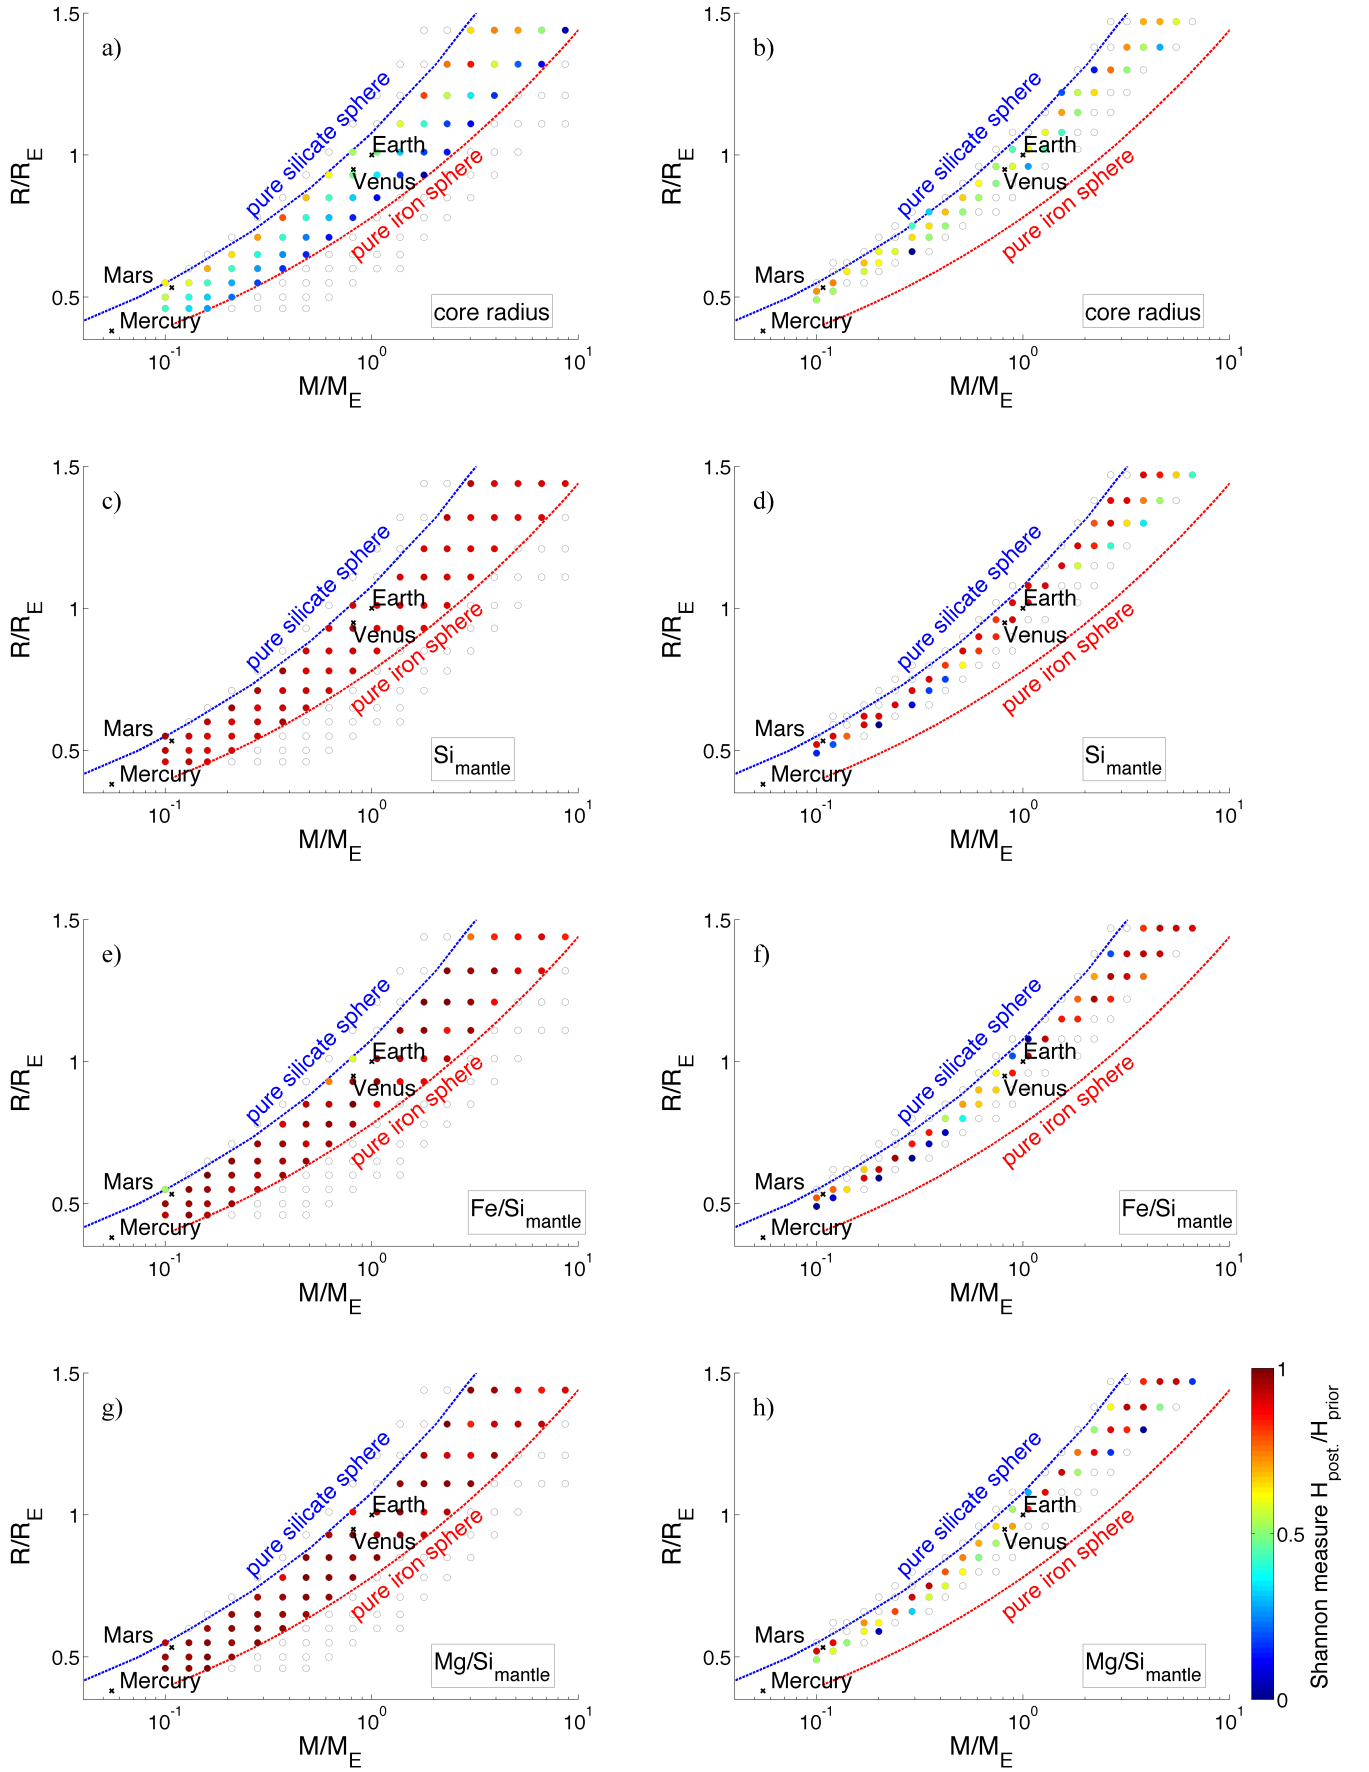 a)
1.5
1
0.5
R/R_E
pure silicate sphere
Earth
Venus
pure iron sphere
Mars
Mercury
core radius
10^-1
10^0
10^1
M/M_E
b)
1.5
1
0.5
R/R_E
pure silicate sphere
Earth
Venus
pure iron sphere
Mars
Mercury
core radius
10^-1
10^0
10^1
M/M_E
c)
1.5
1
0.5
R/R_E
pure silicate sphere
Earth
Venus
pure iron sphere
Mars
Mercury
Si_mantle
10^-1
10^0
10^1
M/M_E
d)
1.5
1
0.5
R/R_E
pure silicate sphere
Earth
Venus
pure iron sphere
Mars
Mercury
Si_mantle
10^-1
10^0
10^1
M/M_E
e)
1.5
1
0.5
R/R_E
pure silicate sphere
Earth
Venus
pure iron sphere
Mars
Mercury
Fe/Si_mantle
10^-1
10^0
10^1
M/M_E
f)
1.5
1
0.5
R/R_E
pure silicate sphere
Earth
Venus
pure iron sphere
Mars
Mercury
Fe/Si_mantle
10^-1
10^0
10^1
M/M_E
g)
1.5
1
0.5
R/R_E
pure silicate sphere
Earth
Venus
pure iron sphere
Mars
Mercury
Mg/Si_mantle
10^-1
10^0
10^1
M/M_E
h)
1.5
1
0.5
R/R_E
pure silicate sphere
Earth
Venus
pure iron sphere
Mars
Mercury
Mg/Si_mantle
10^-1
10^0
10^1
M/M_E
1
0.5
0
Shannon measure H_post. /H_prior